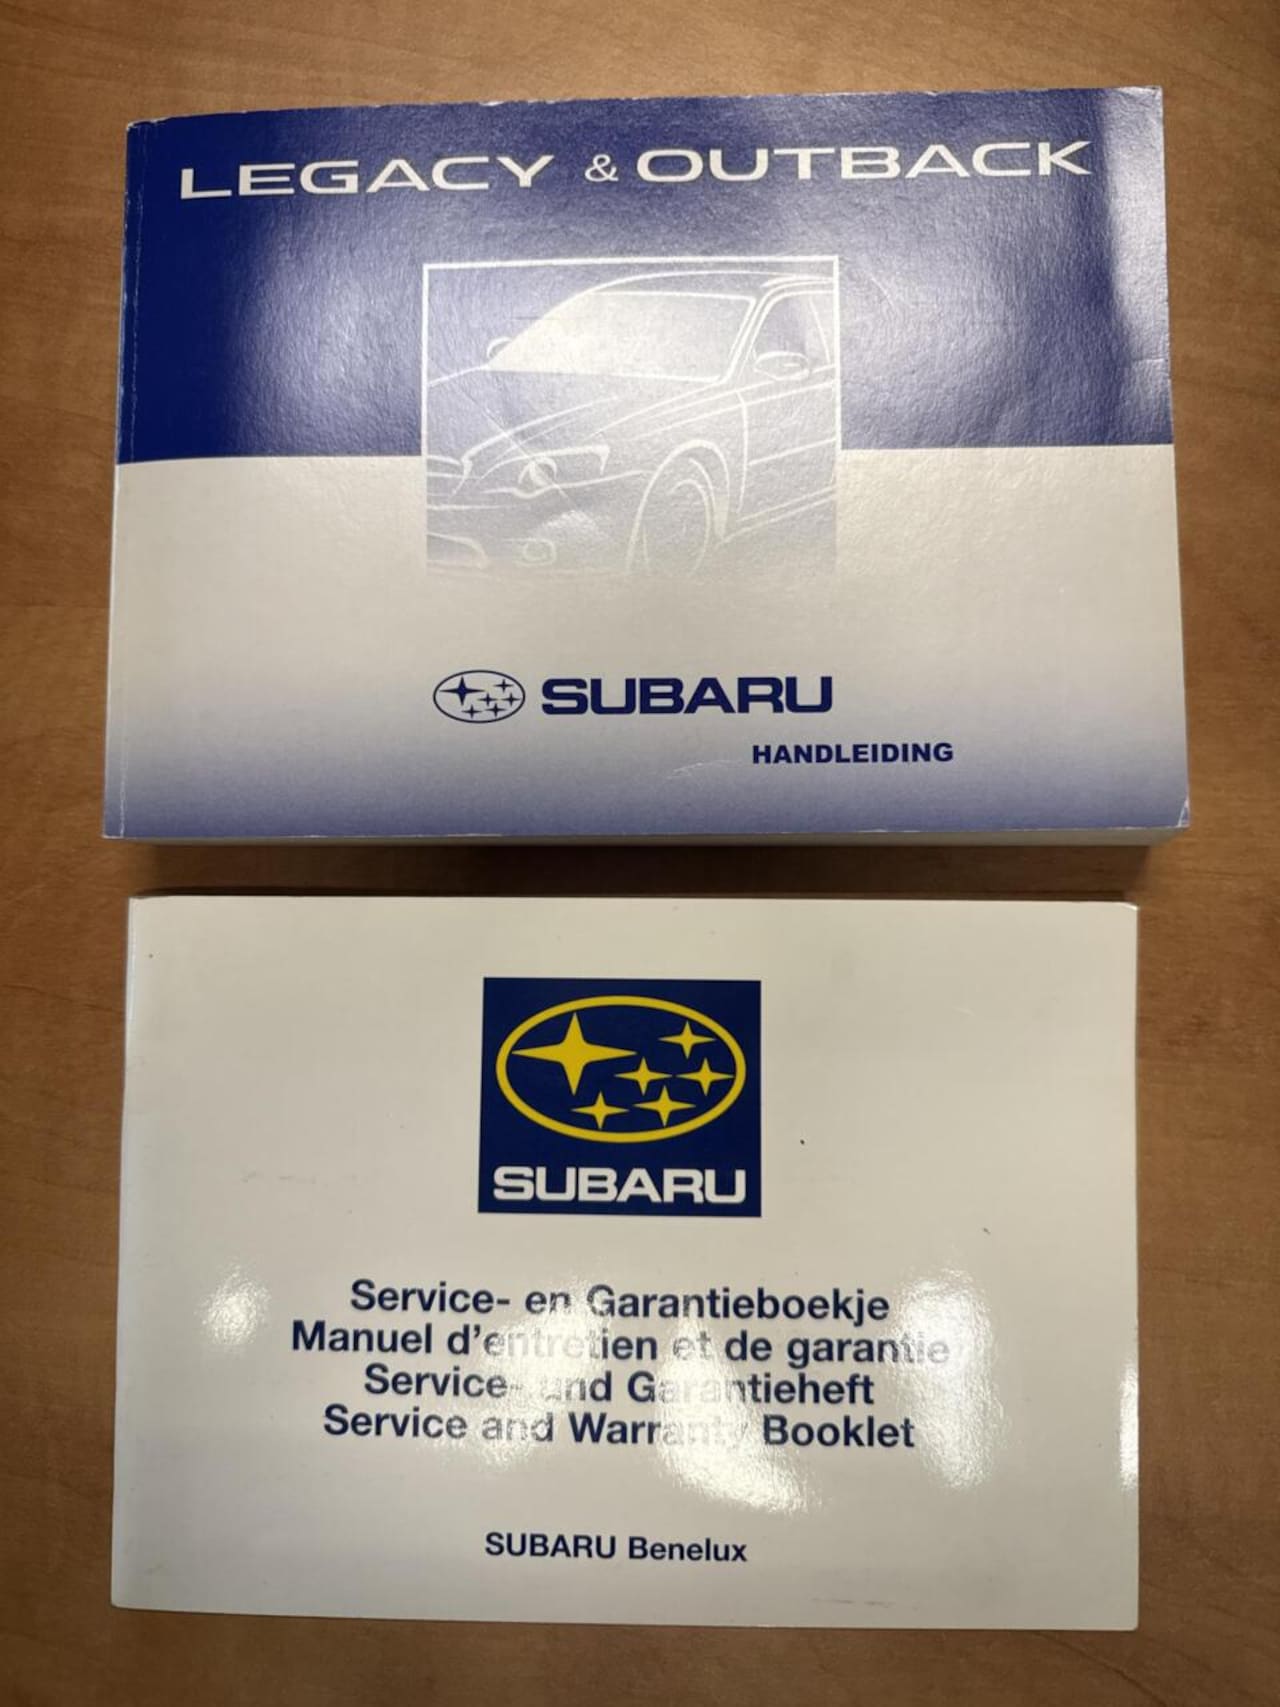 LEGACY & OUTBACK
SUBARU
HANDLEIDING
SUBARU
Service- en Garantieboekje
Manuel d'entretien et de garantie
Service- und Garantieheft
Service and Warranty Booklet
SUBARU Benelux